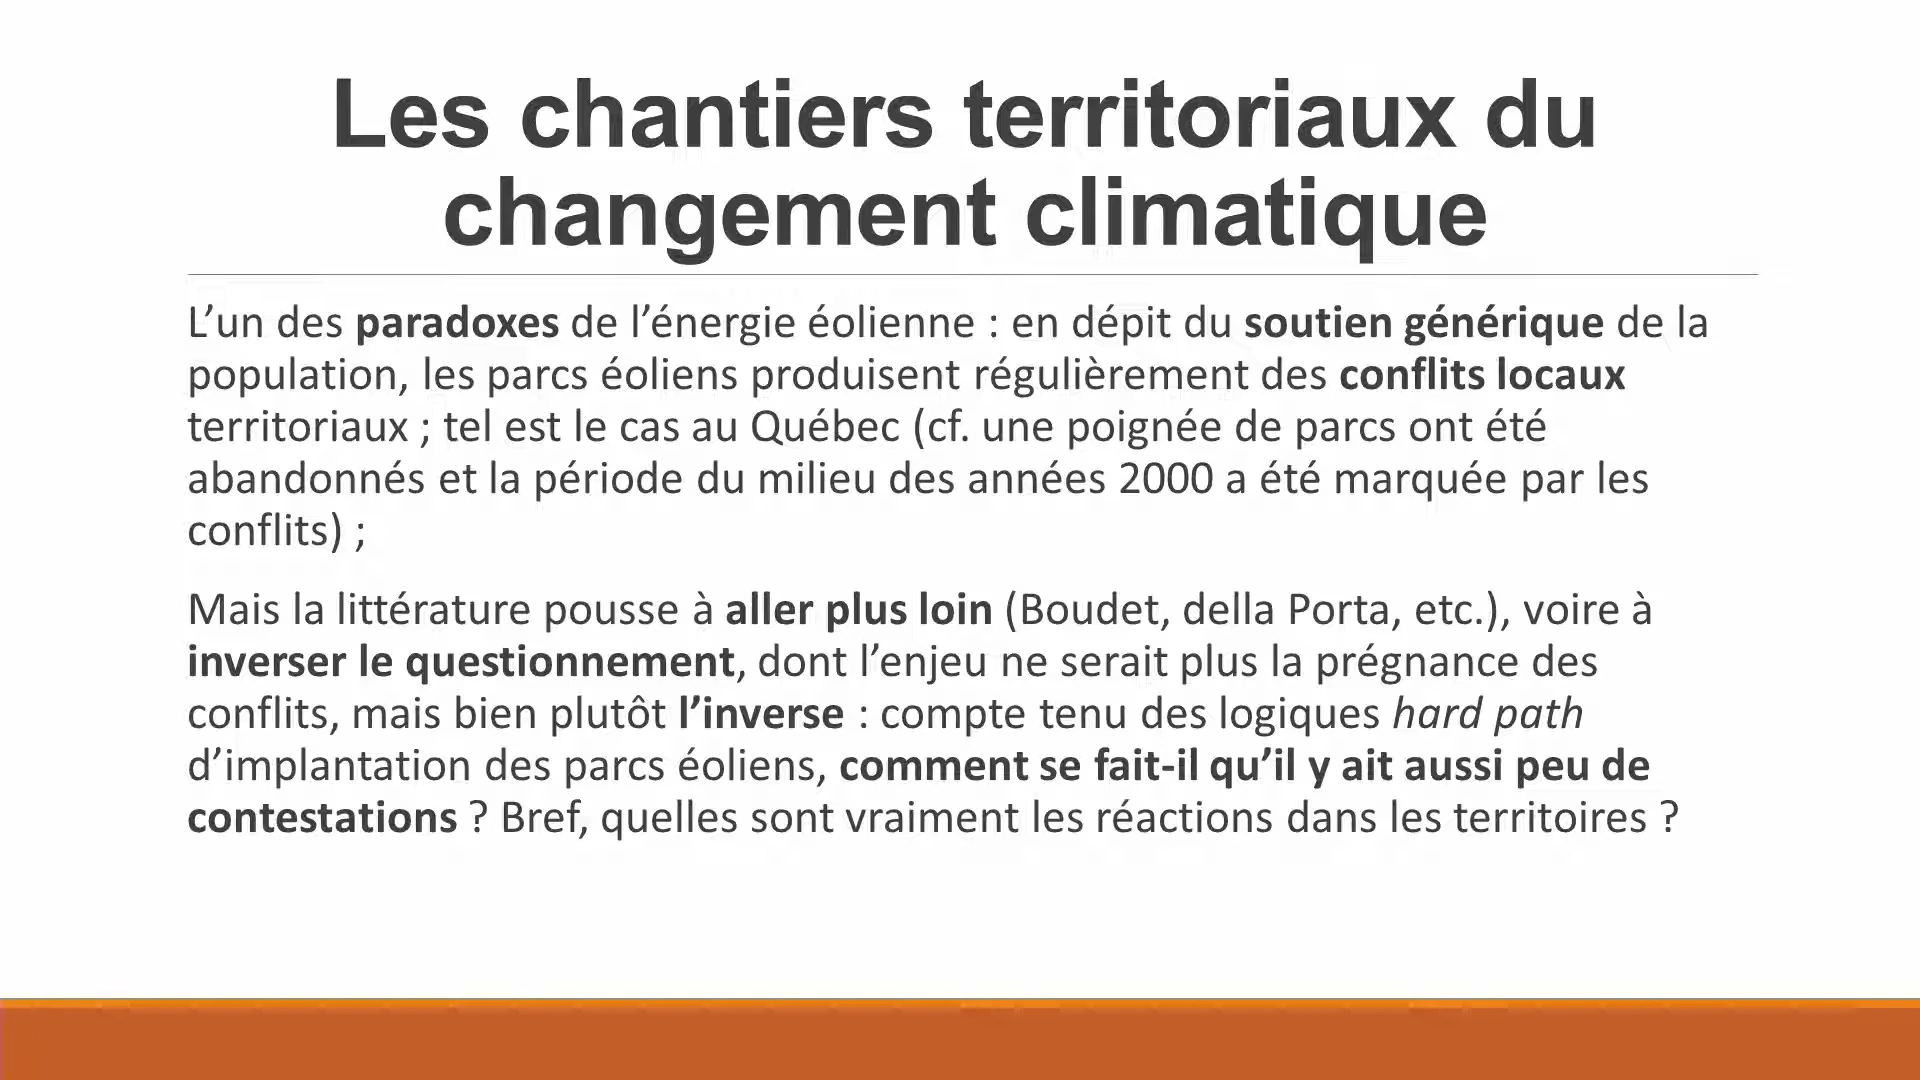 Les chantiers territoriaux du
changement climatique
L’un des paradoxes de l’énergie éolienne : en dépit du soutien générique de la
population, les parcs éoliens produisent régulièrement des conflits locaux
territoriaux ; tel est le cas au Québec (cf. une poignée de parcs ont été
abandonnés et la période du milieu des années 2000 a été marquée par les
conflits) ;
Mais la littérature pousse à aller plus loin (Boudet, della Porta, etc.), voire à
inverser le questionnement, dont l’enjeu ne serait plus la prégnance des
conflits, mais bien plutôt l’inverse : compte tenu des logiques hard path
d’implantation des parcs éoliens, comment se fait-il qu’il y ait aussi peu de
contestations ? Bref, quelles sont vraiment les réactions dans les territoires ?